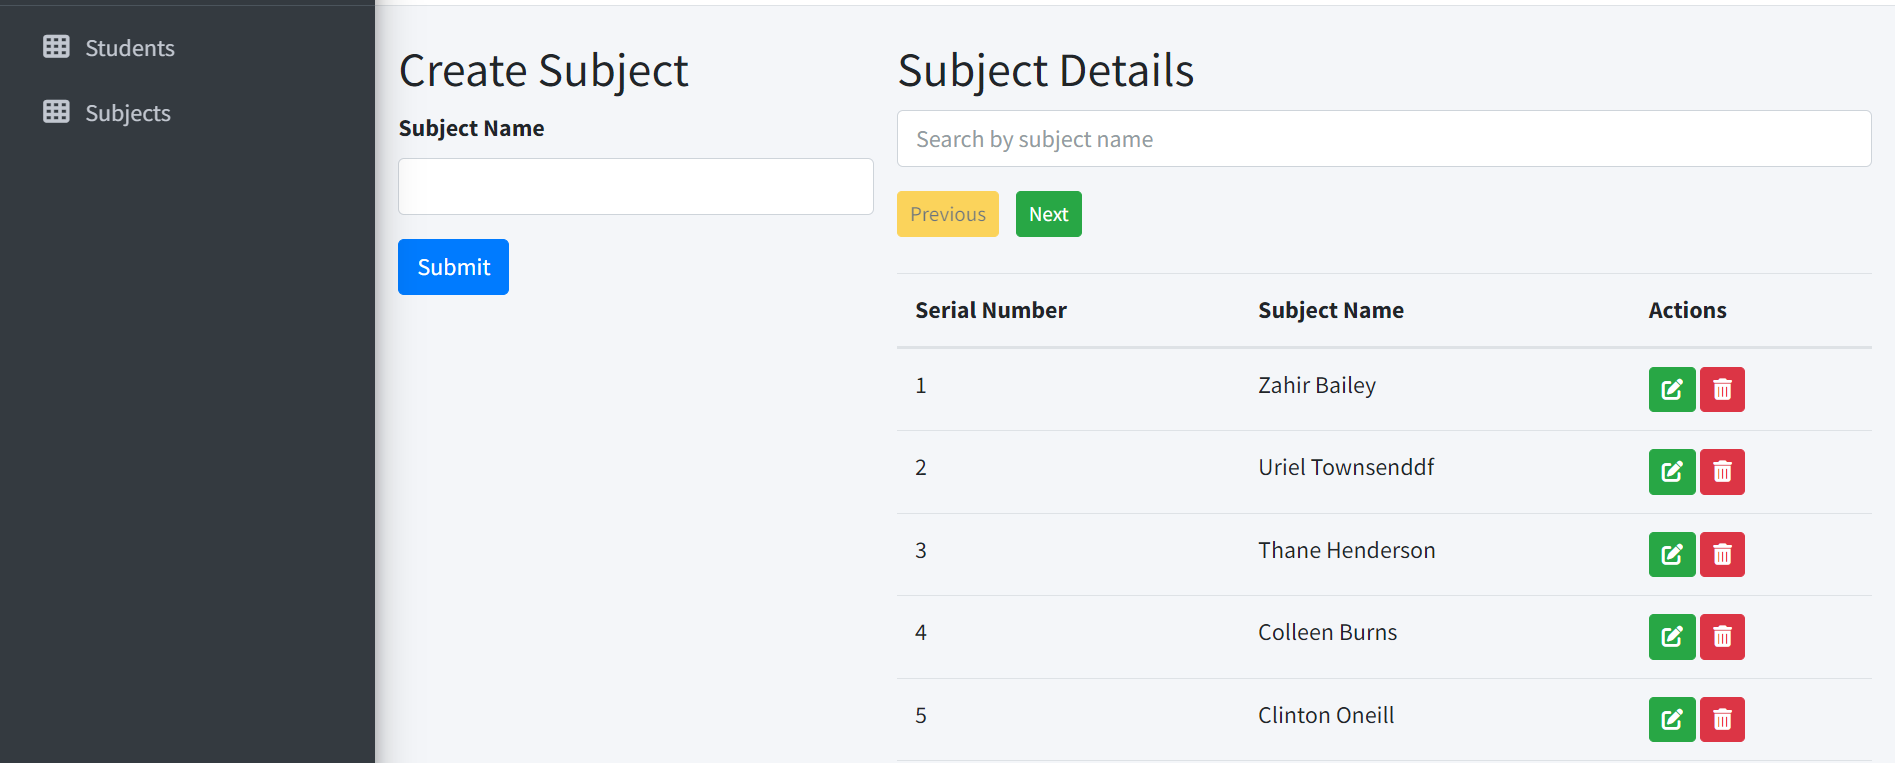 Students
Subjects
Create Subject
Subject Name
Submit
Subject Details
Search by subject name
Previous Next
Serial Number Subject Name Actions
1 Zahir Bailey
2 Uriel Townsenddf
3 Thane Henderson
4 Colleen Burns
5 Clinton Oneill